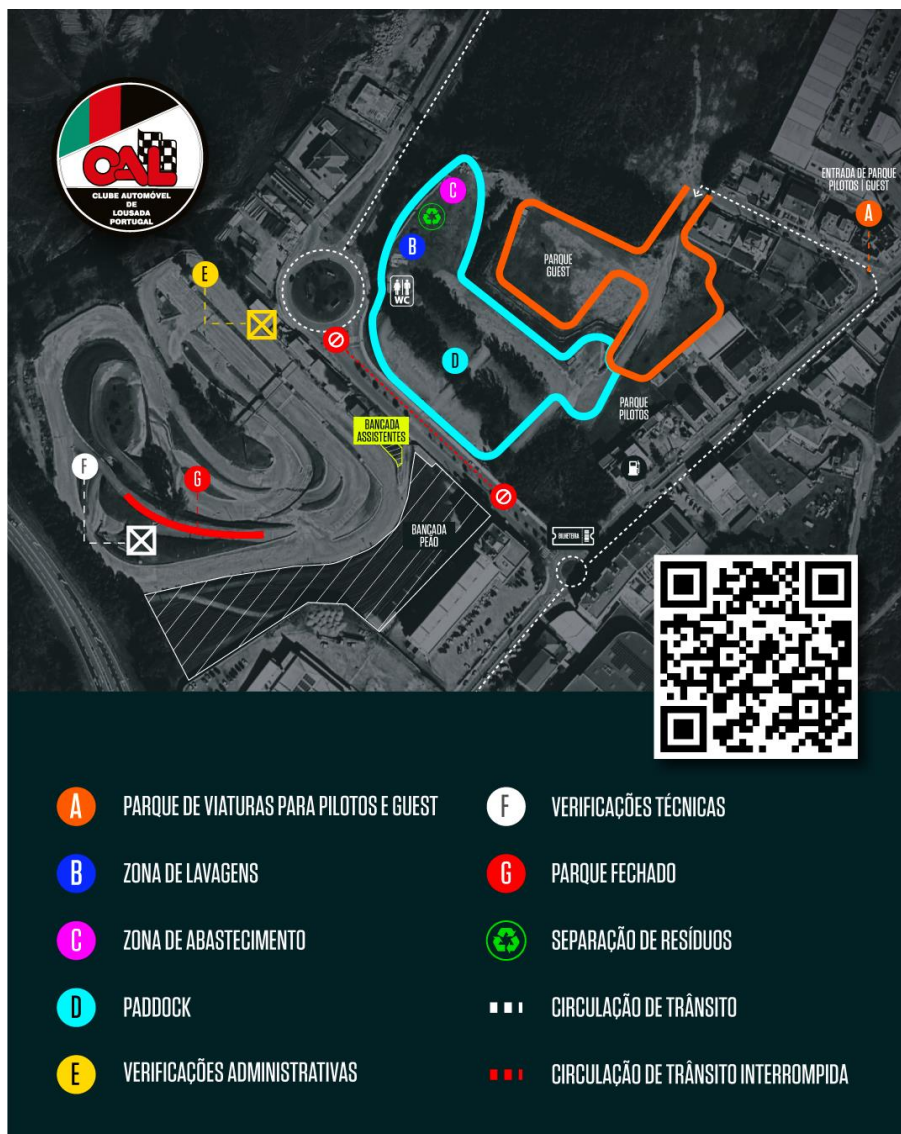 CAL
CLUBE AUTOMÓVEL
DE
LOUSADA
PORTUGAL
ENTRADA DE PARQUE
PILOTOS | GUEST
A
C
B
WC
PARQUE
GUEST
E
D
PARQUE
PILOTOS
BANCADA
ASSISTENTES
F
G
BANCADA
PEÃO
BILHETEIRA
A PARQUE DE VIATURAS PARA PILOTOS E GUEST
B ZONA DE LAVAGENS
C ZONA DE ABASTECIMENTO
D PADDOCK
E VERIFICAÇÕES ADMINISTRATIVAS
F VERIFICAÇÕES TÉCNICAS
G PARQUE FECHADO
SEPARAÇÃO DE RESÍDUOS
CIRCULAÇÃO DE TRÂNSITO
CIRCULAÇÃO DE TRÂNSITO INTERROMPIDA